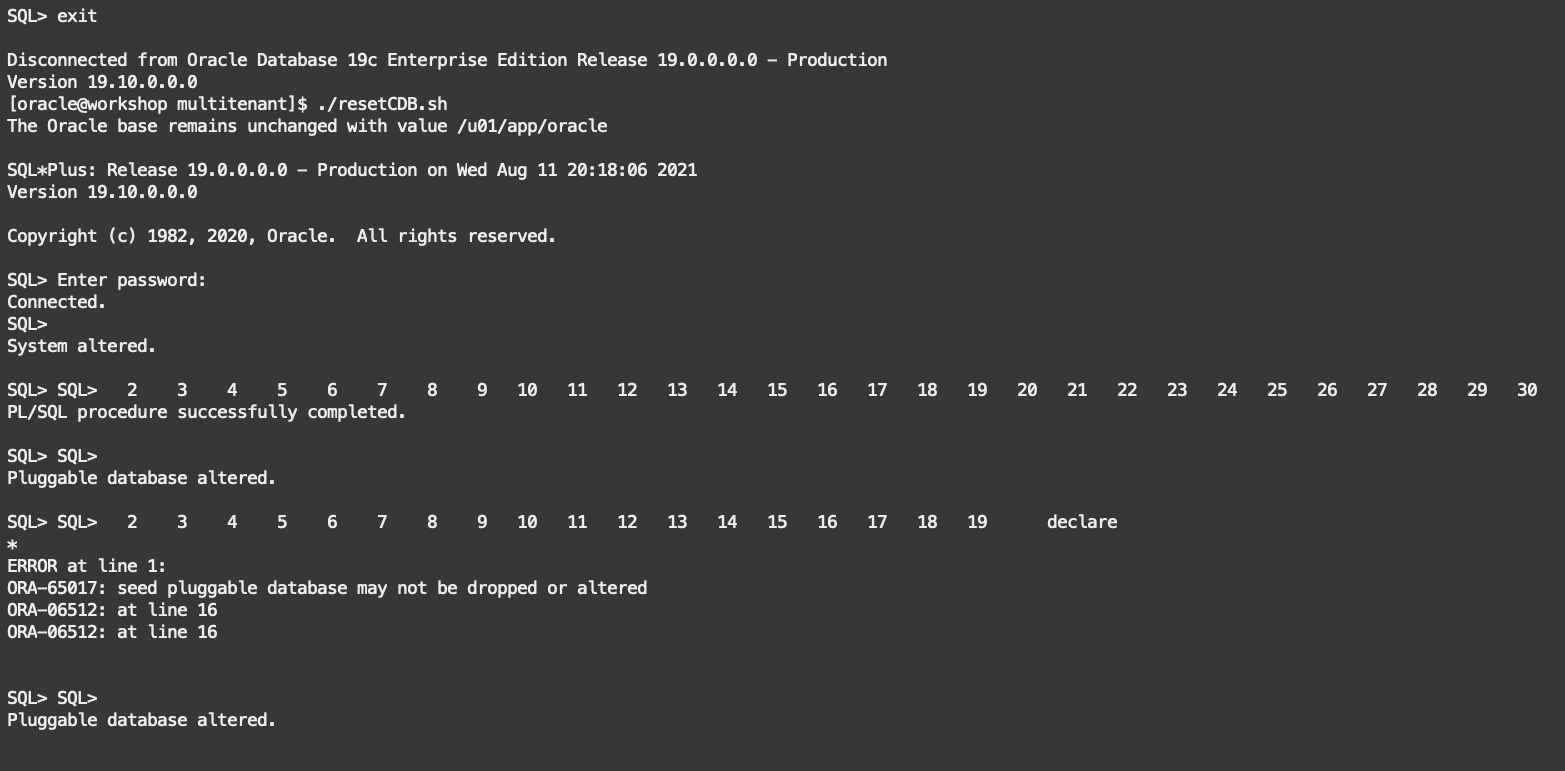 SQL> exit
Disconnected from Oracle Database 19c Enterprise Edition Release 19.0.0.0.0 - Production
Version 19.10.0.0.0
[oracle@workshop multitenant]$ ./resetCDB.sh
The Oracle base remains unchanged with value /u01/app/oracle
SQL*Plus: Release 19.0.0.0.0 - Production on Wed Aug 11 20:18:06 2021
Version 19.10.0.0.0
Copyright (c) 1982, 2020, Oracle.  All rights reserved.
SQL> Enter password:
Connected.
SQL>
System altered.
SQL> SQL>   2    3    4    5    6    7    8    9   10   11   12   13   14   15   16   17   18   19   20   21   22   23   24   25   26   27   28   29   30
PL/SQL procedure successfully completed.
SQL> SQL>
Pluggable database altered.
SQL> SQL>   2    3    4    5    6    7    8    9   10   11   12   13   14   15   16   17   18   19      declare
*
ERROR at line 1:
ORA-65017: seed pluggable database may not be dropped or altered
ORA-06512: at line 16
ORA-06512: at line 16
SQL> SQL>
Pluggable database altered.